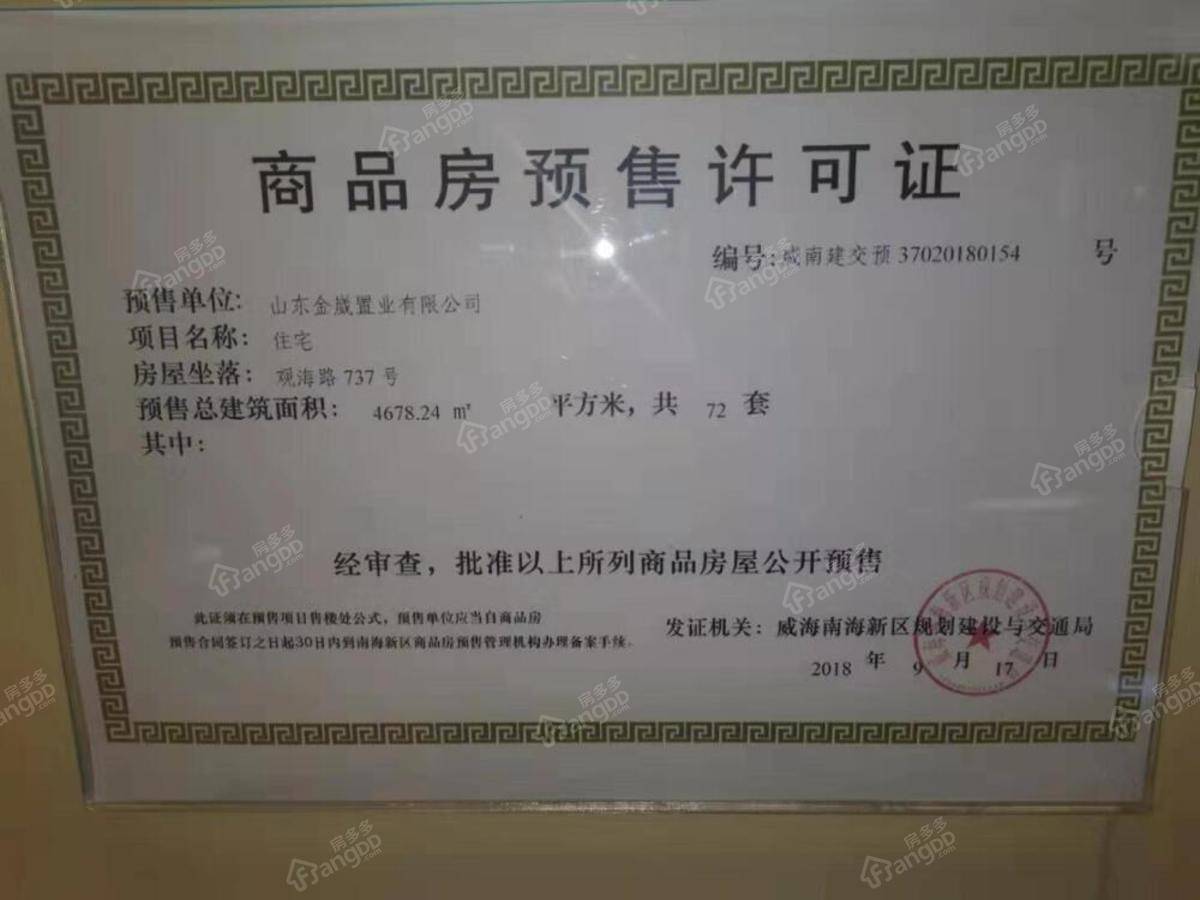 商品房预售许可证
编号:威南建交预 37020180154 号
预售单位: 山东金崴置业有限公司
项目名称: 住宅
房屋坐落: 观海路 737 号
预售总建筑面积: 4678.24 ㎡ 平方米，共 72 套
其中:
经审查，批准以上所列商品房屋公开预售
此证须在预售项目售楼处公式，预售单位应当自商品房
预售合同签订之日起30日内到南海新区商品房预售管理机构办理备案手续。
发证机关: 威海南海新区规划建设与交通局
2018 年 9 月 17 日
房多多
angDD.com